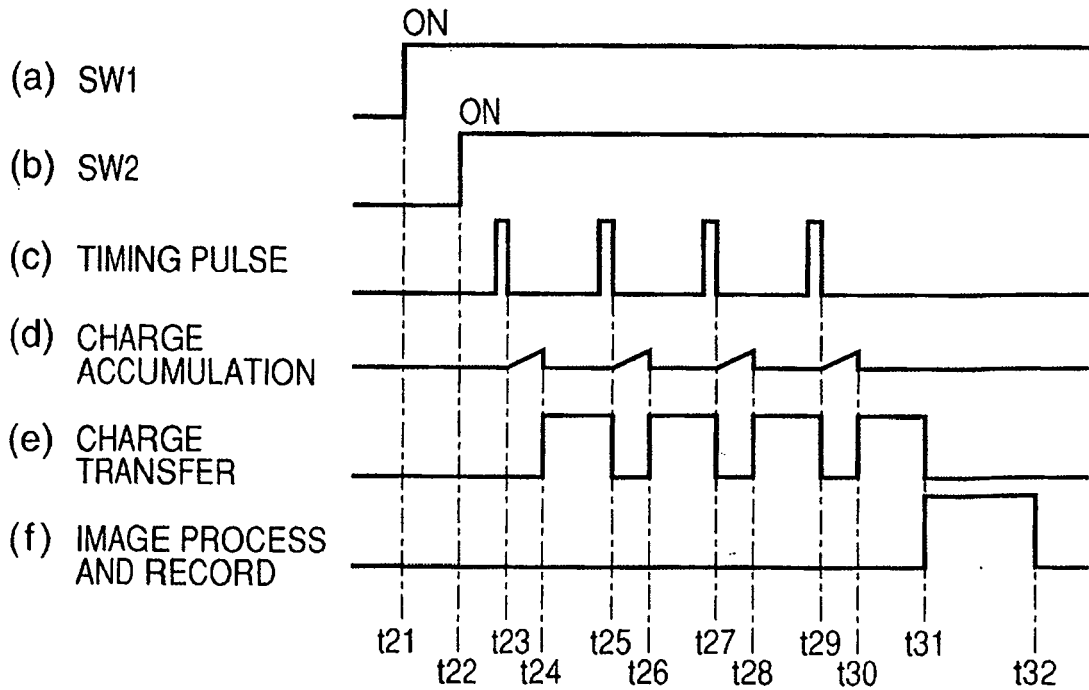 ON
(a) SW1
ON
(b) SW2
(c) TIMING PULSE
(d) CHARGE
ACCUMULATION
(e) CHARGE
TRANSFER
(f) IMAGE PROCESS
AND RECORD
t21 t23 t25 t27 t29 t31
t22 t24 t26 t28 t30 t32